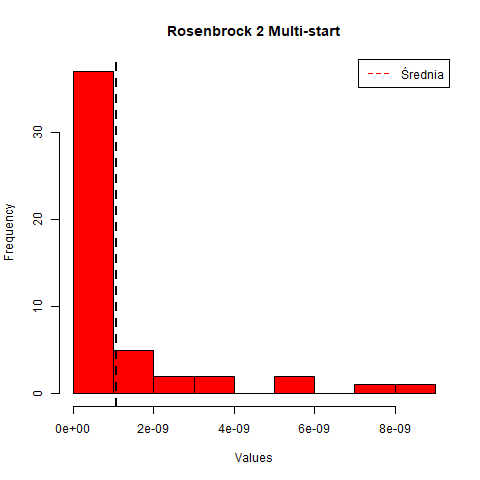 Rosenbrock 2 Multi-start
Średnia
Frequency
30
20
10
0
0e+00 2e-09 4e-09 6e-09 8e-09
Values